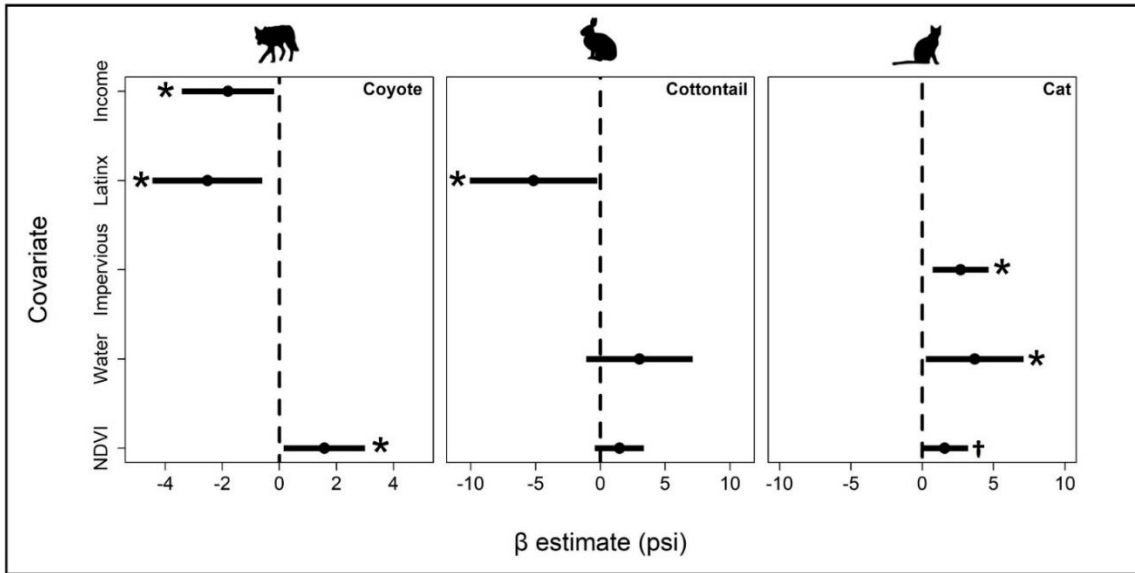 Coyote
Cottontail
Cat
Covariate
Income
*
Latinx
*
*
Impervious
*
Water
*
NDVI
*
†
-4 -2 0 2 4
-10 -5 0 5 10
-10 -5 0 5 10
β estimate (psi)